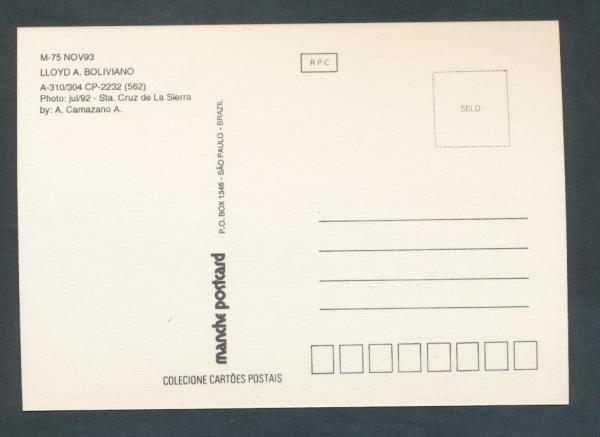 M-75 NOV93
LLOYD A. BOLIVIANO
A-310/304 CP-2232 (562)
Photo: jul/92 - Sta. Cruz de La Sierra
by: A. Camazano A.
RPC
SELO
manche postcard
P.O. BOX 1346 - SÃO PAULO - BRAZIL
COLECIONE CARTÕES POSTAIS